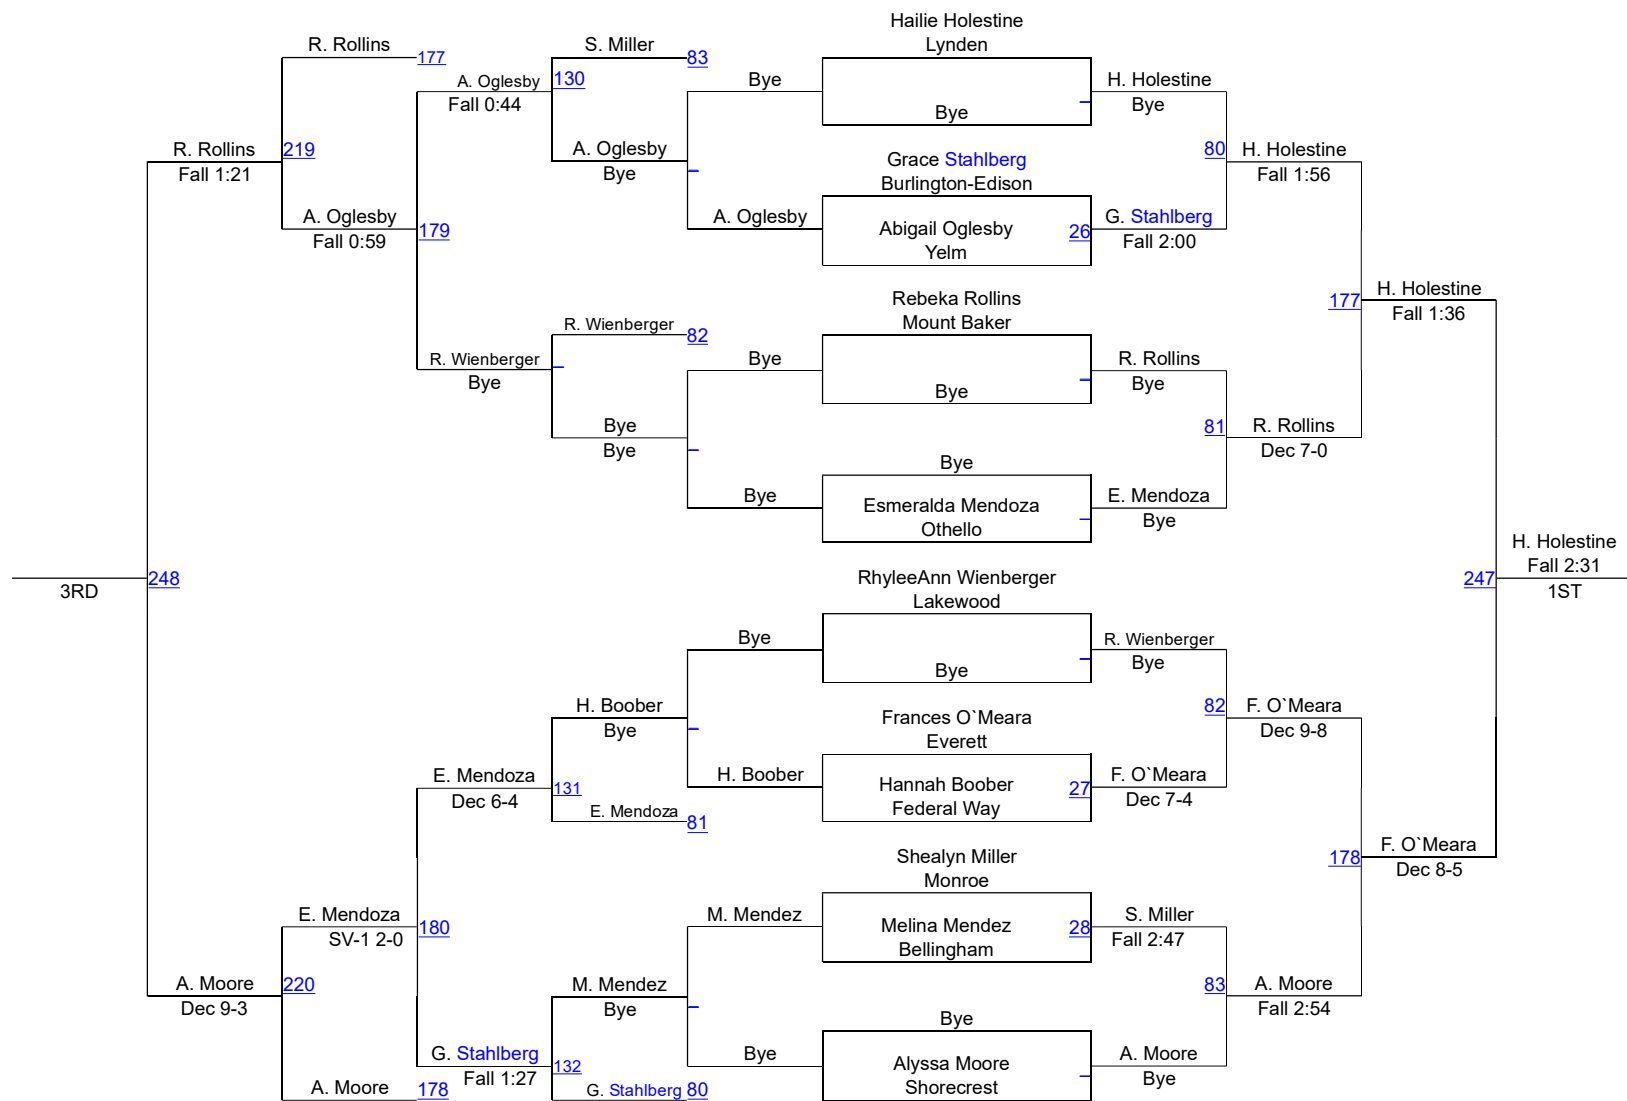 Hailie Holestine
Lynden
R. Rollins
177
S. Miller
83
A. Oglesby
130
Fall 0:44
Bye
Bye
H. Holestine
Bye
R. Rollins
Fall 1:21
219
A. Oglesby
Bye
Grace Stahlberg
Burlington-Edison
80
H. Holestine
Fall 1:56
A. Oglesby
Fall 0:59
179
A. Oglesby
Abigail Oglesby
Yelm
26
G. Stahlberg
Fall 2:00
Rebeka Rollins
Mount Baker
177
H. Holestine
Fall 1:36
R. Wienberger
82
R. Wienberger
Bye
Bye
Bye
R. Rollins
Bye
Bye
Bye
81
R. Rollins
Dec 7-0
Bye
Bye
Esmeralda Mendoza
Othello
E. Mendoza
Bye
3RD
248
RhyleeAnn Wienberger
Lakewood
247
H. Holestine
Fall 2:31
1ST
Bye
Bye
R. Wienberger
Bye
H. Boober
Bye
Frances O`Meara
Everett
82
F. O`Meara
Dec 9-8
E. Mendoza
Dec 6-4
131
H. Boober
Hannah Boober
Federal Way
27
F. O`Meara
Dec 7-4
E. Mendoza
81
Shealyn Miller
Monroe
178
F. O`Meara
Dec 8-5
E. Mendoza
SV-1 2-0
180
M. Mendez
Melina Mendez
Bellingham
28
S. Miller
Fall 2:47
A. Moore
Dec 9-3
220
M. Mendez
Bye
83
A. Moore
Fall 2:54
Bye
G. Stahlberg
Fall 1:27
132
Bye
Alyssa Moore
Shorecrest
A. Moore
Bye
A. Moore
178
G. Stahlberg
80